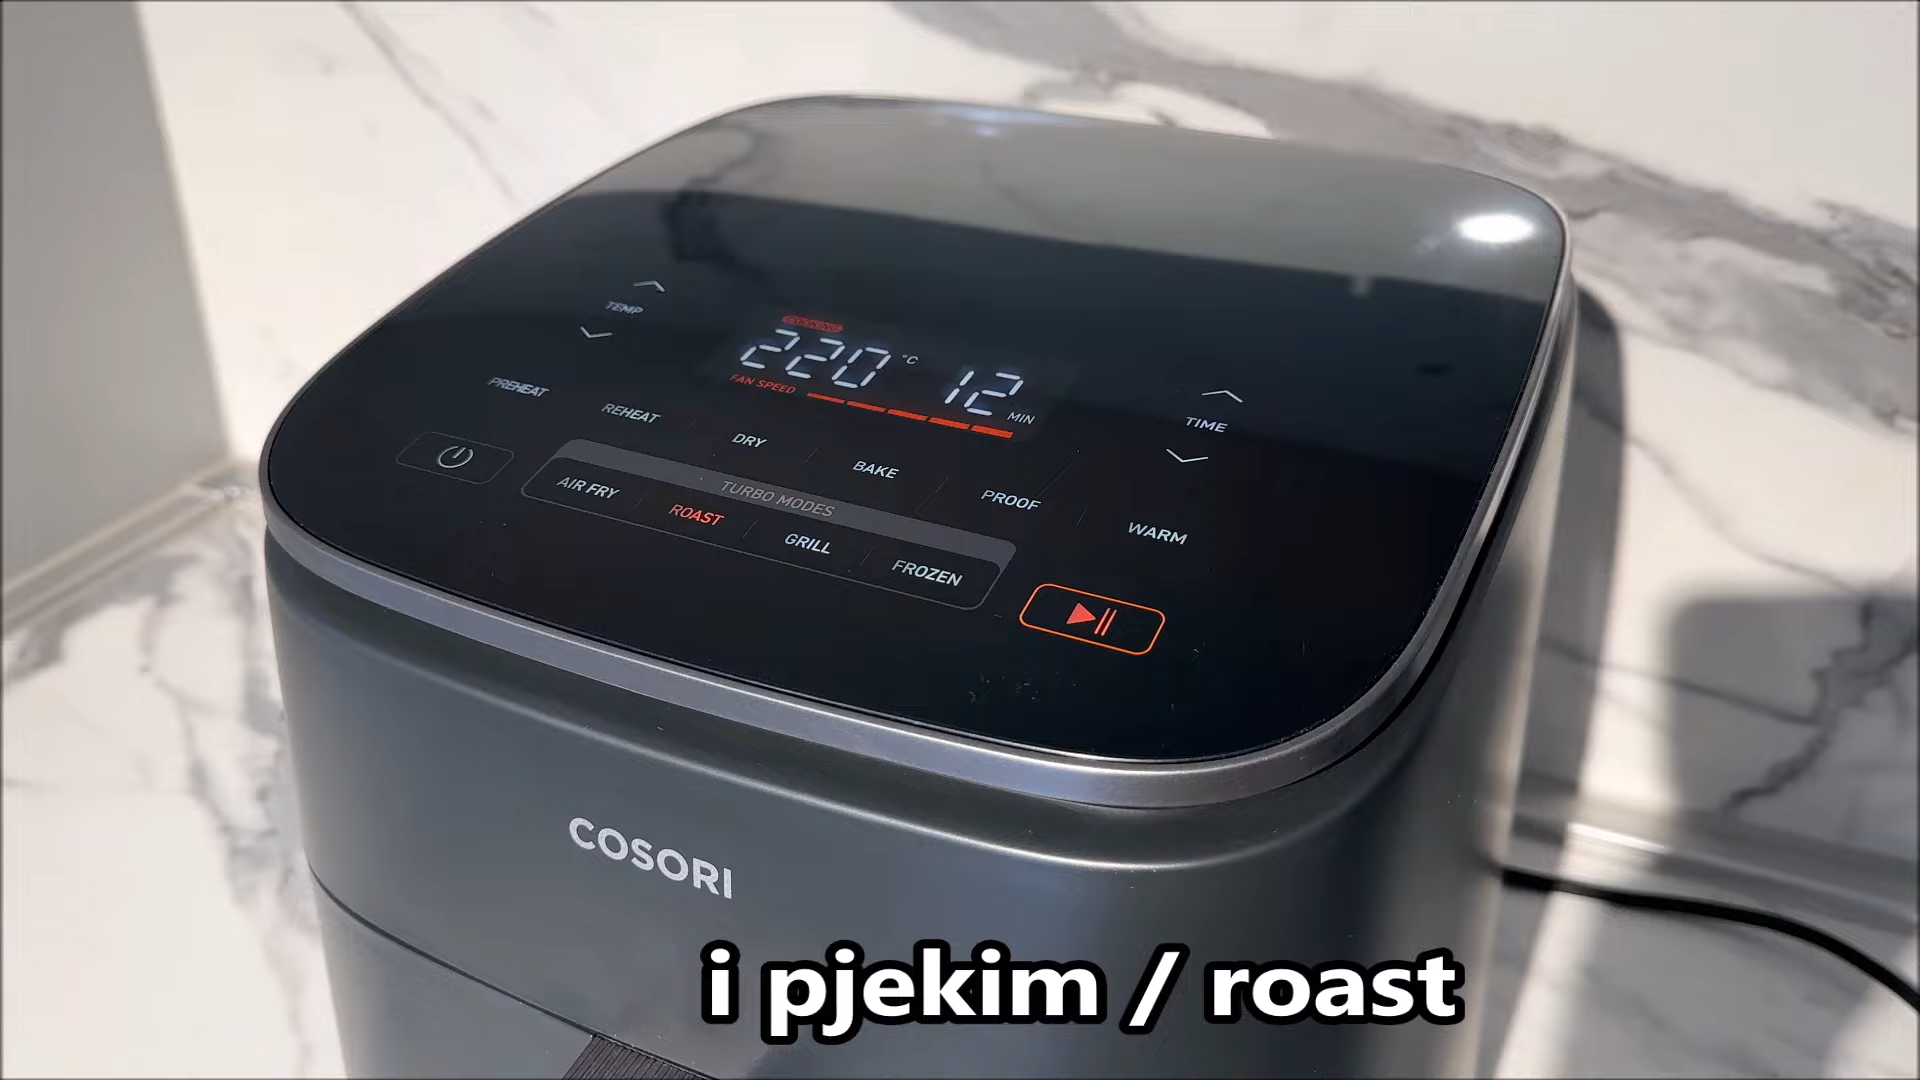 TEMP
COOKING
220 °C 12 MIN
FAN SPEED
TIME
PREHEAT
REHEAT
DRY
BAKE
PROOF
WARM
TURBO MODES
AIR FRY
ROAST
GRILL
FROZEN
COSORI
i pjekim / roast